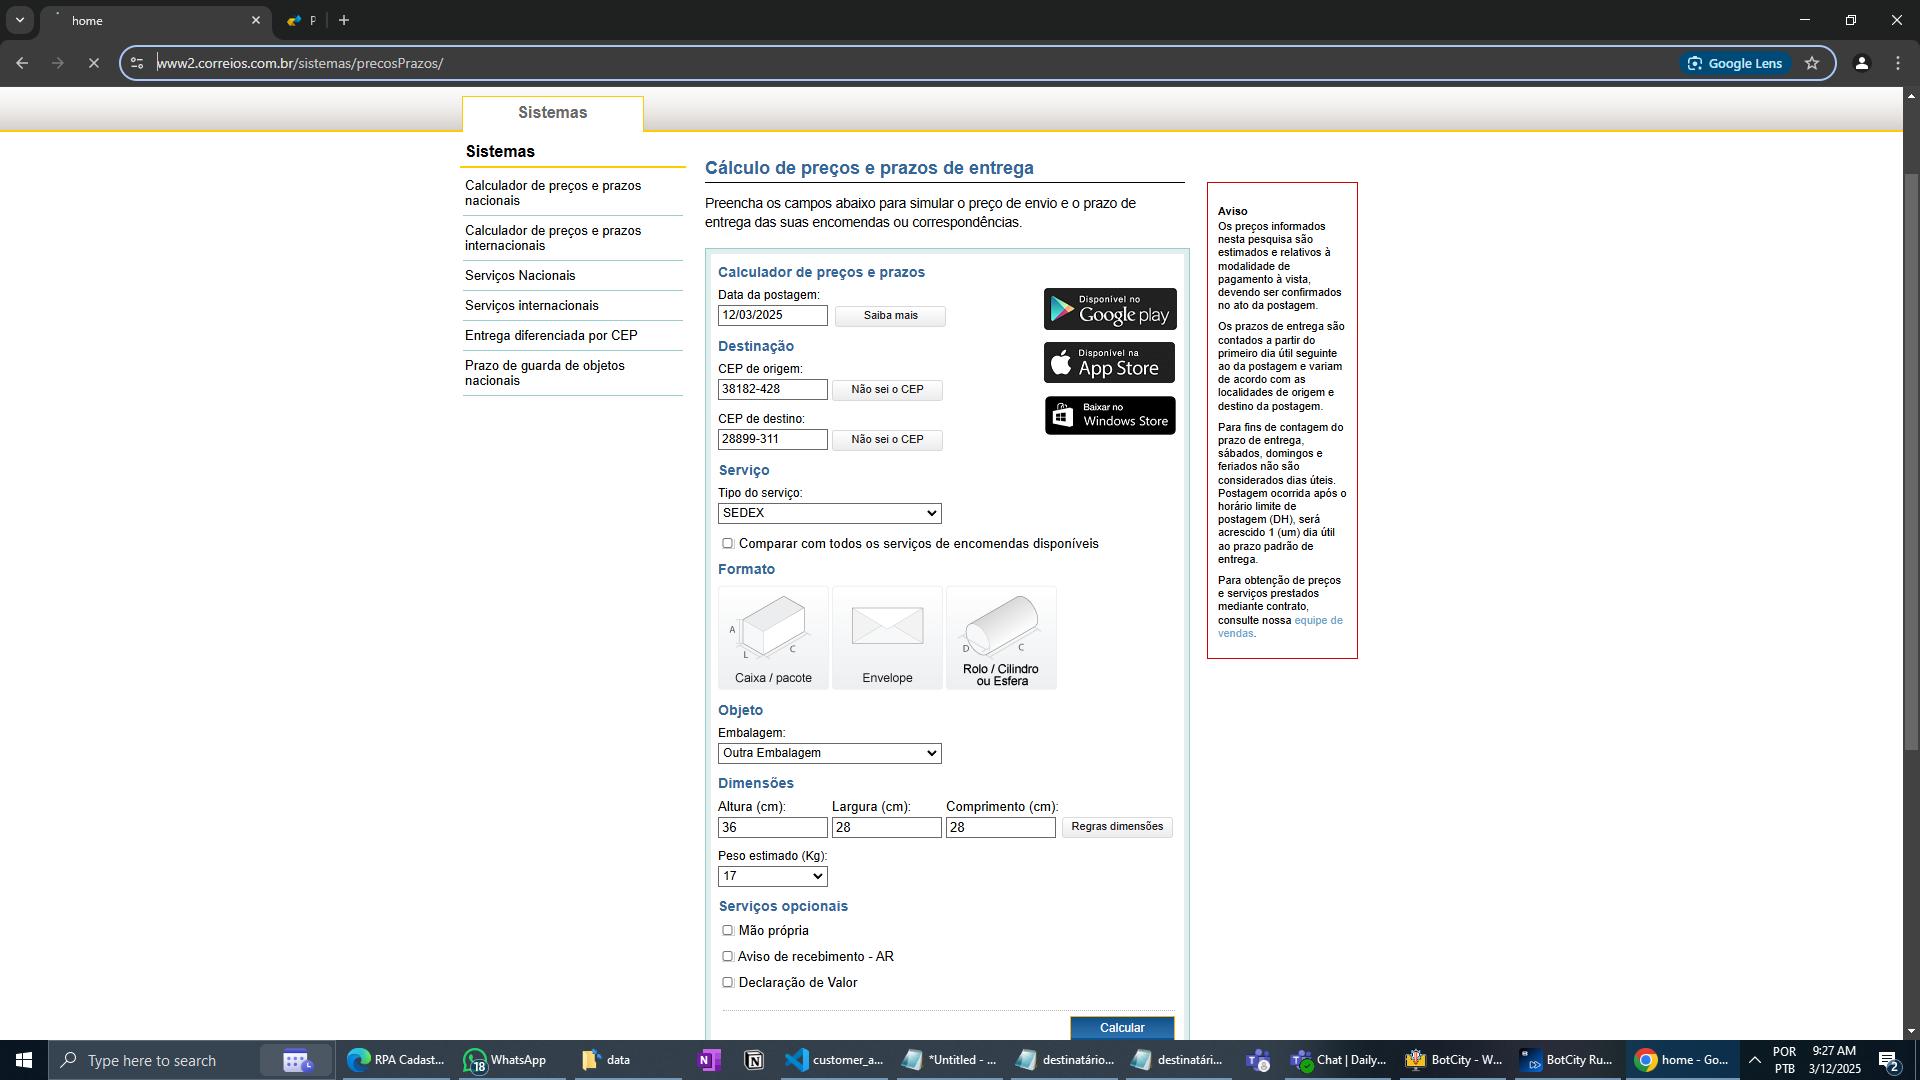 home
P
www2.correios.com.br/sistemas/precosPrazos/
Google Lens
Sistemas
Sistemas
Calculador de preços e prazos
nacionais
Calculador de preços e prazos
internacionais
Serviços Nacionais
Serviços internacionais
Entrega diferenciada por CEP
Prazo de guarda de objetos
nacionais
Cálculo de preços e prazos de entrega
Preencha os campos abaixo para simular o preço de envio e o prazo de
entrega das suas encomendas ou correspondências.
Calculador de preços e prazos
Data da postagem:
12/03/2025
Saiba mais
Disponível no
Google play
Destinação
CEP de origem:
38182-428
Não sei o CEP
Disponível na
App Store
CEP de destino:
28899-311
Não sei o CEP
Baixar no
Windows Store
Serviço
Tipo do serviço:
SEDEX
Comparar com todos os serviços de encomendas disponíveis
Formato
A
L
C
Caixa / pacote
Envelope
D
C
Rolo / Cilindro
ou Esfera
Objeto
Embalagem:
Outra Embalagem
Dimensões
Altura (cm): Largura (cm): Comprimento (cm):
36 28 28 Regras dimensões
Peso estimado (Kg):
17
Serviços opcionais
Mão própria
Aviso de recebimento - AR
Declaração de Valor
Calcular
Aviso
Os preços informados
nesta pesquisa são
estimados e relativos à
modalidade de
pagamento à vista,
devendo ser confirmados
no ato da postagem.
Os prazos de entrega são
contados a partir do
primeiro dia útil seguinte
ao da postagem e variam
de acordo com as
localidades de origem e
destino da postagem.
Para fins de contagem do
prazo de entrega,
sábados, domingos e
feriados não são
considerados dias úteis.
Postagem ocorrida após o
horário limite de
postagem (DH), será
acrescido 1 (um) dia útil
ao prazo padrão de
entrega.
Para obtenção de preços
e serviços prestados
mediante contrato,
consulte nossa equipe de
vendas.
Type here to search
RPA Cadast...
18
WhatsApp
data
N
customer_a...
*Untitled - ...
destinatário...
destinatári...
Chat | Daily...
BotCity - W...
BotCity Ru...
home - Go...
POR
PTB
9:27 AM
3/12/2025
2